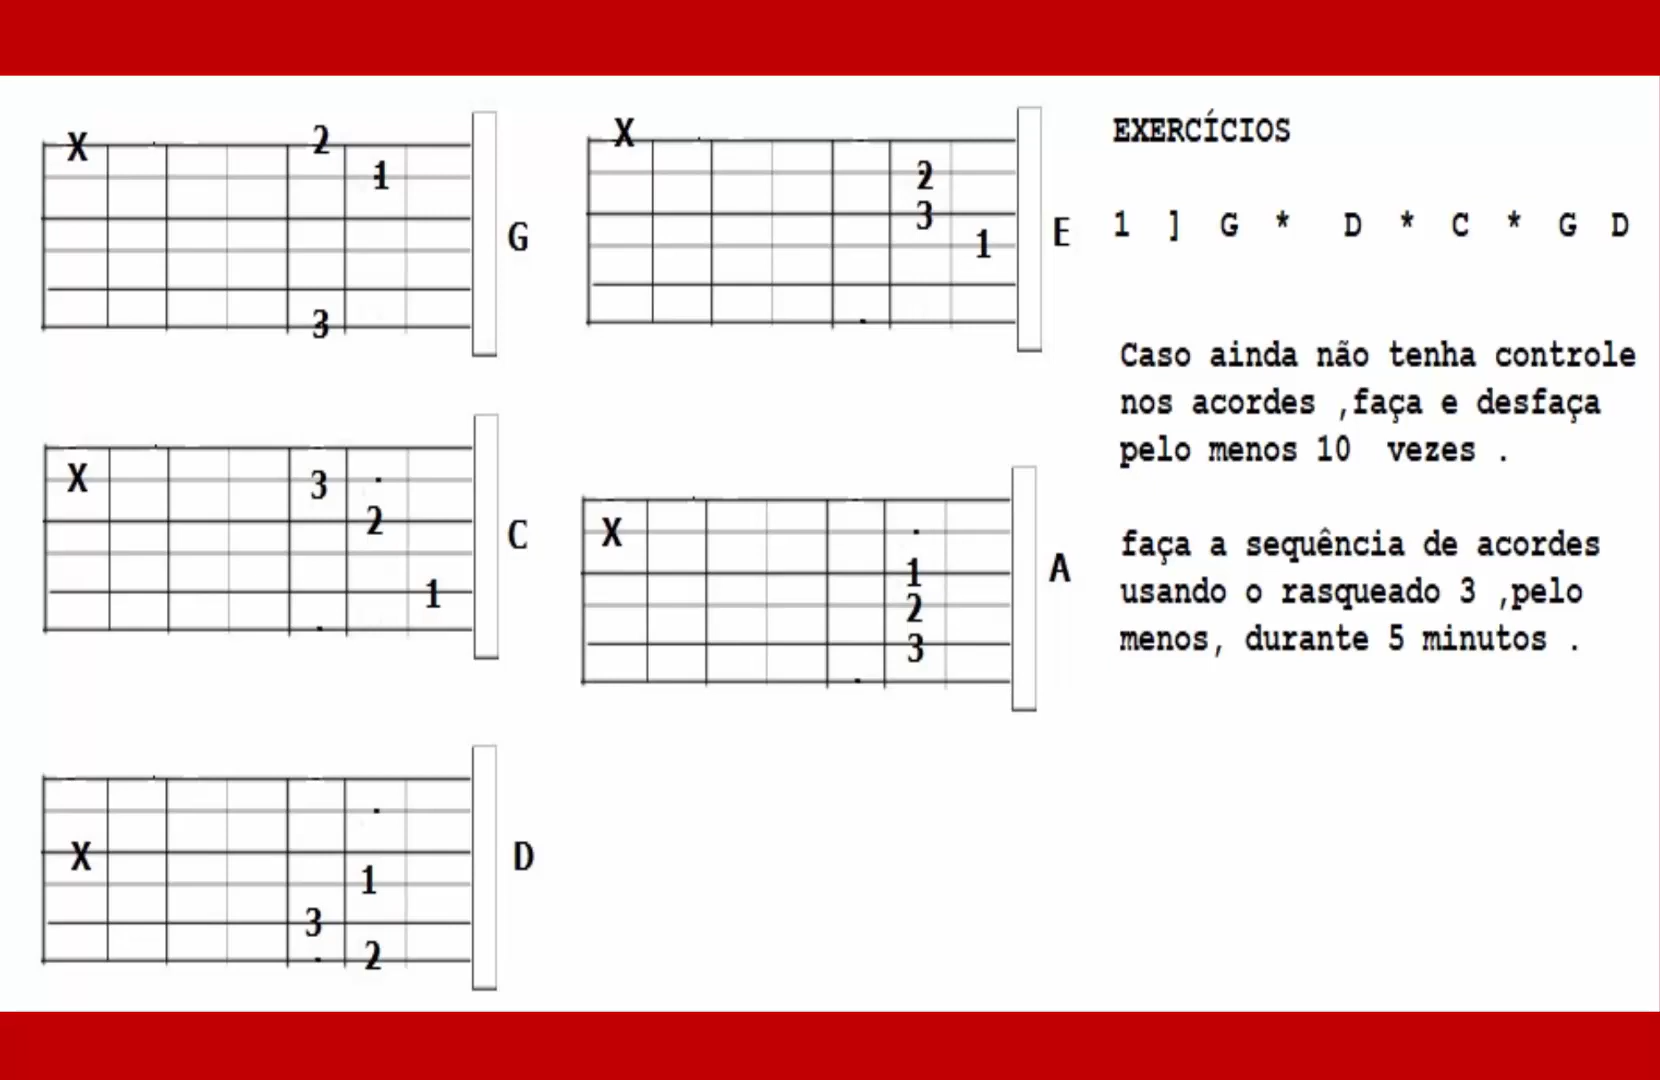 X 2
1
G
3
X
2
3
1
E
X
3
2
C
1
X
1
2
3
A
X
1
D
3
2
EXERCÍCIOS
1 ] G * D * C * G D
Caso ainda não tenha controle
nos acordes ,faça e desfaça
pelo menos 10 vezes .
faça a sequência de acordes
usando o rasqueado 3 ,pelo
menos, durante 5 minutos .